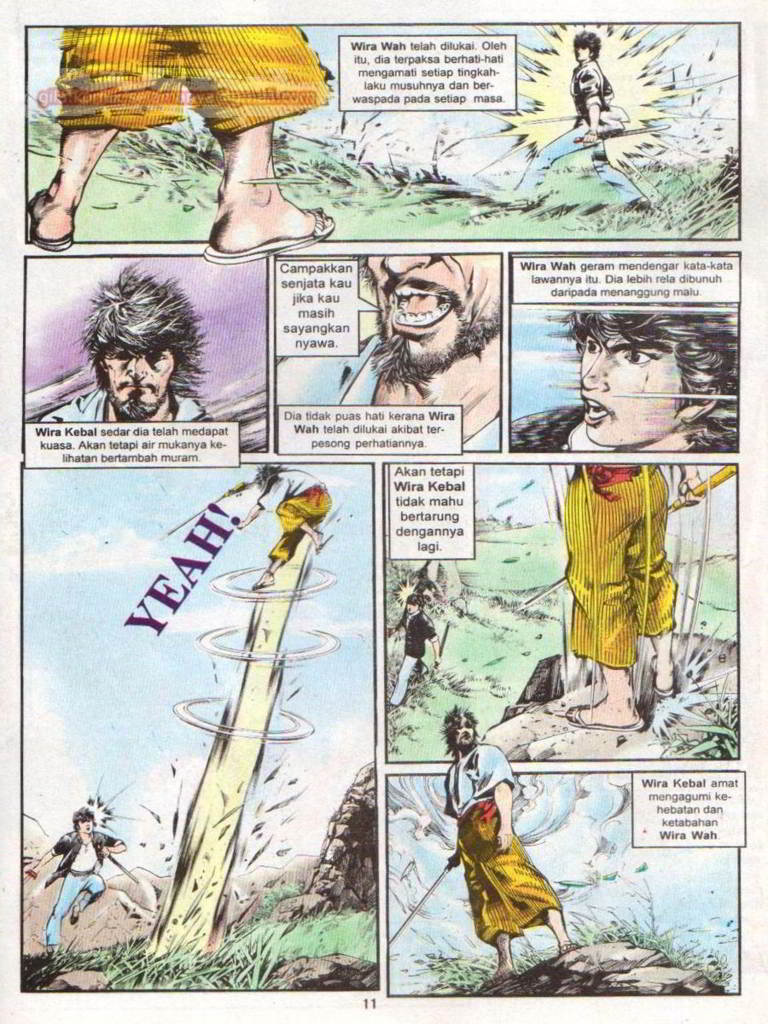 Wira Wah telah dilukai. Oleh
itu, dia terpaksa berhati-hati
mengamati setiap tingkah-
laku musuhnya dan ber-
waspada pada setiap masa.
Wira Kebal sedar dia telah medapat
kuasa. Akan tetapi air mukanya ke-
lihatan bertambah muram.
Campakkan
senjata kau
jika kau
masih
sayangkan
nyawa.
Dia tidak puas hati kerana Wira
Wah telah dilukai akibat ter-
pesong perhatiannya.
Wira Wah geram mendengar kata-kata
lawannya itu. Dia lebih rela dibunuh
daripada menanggung malu.
YEAH!
Akan tetapi
Wira Kebal
tidak mahu
bertarung
dengannya
lagi.
Wira Kebal amat
mengagumi ke-
hebatan dan
ketabahan
Wira Wah.
11